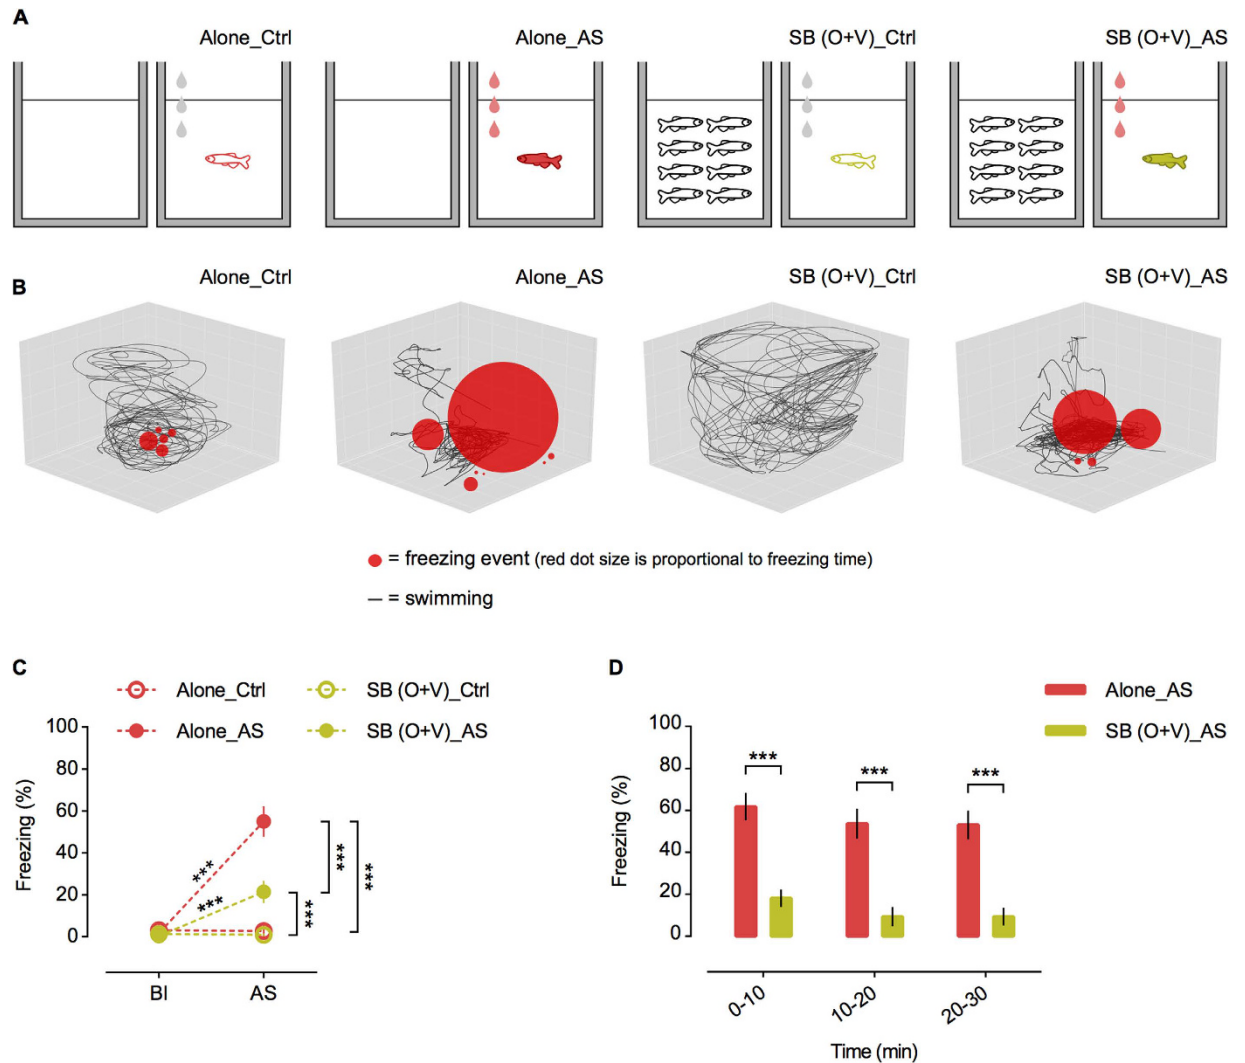 A
Alone_Ctrl
Alone_AS
SB (O+V)_Ctrl
SB (O+V)_AS
B
Alone_Ctrl
Alone_AS
SB (O+V)_Ctrl
SB (O+V)_AS
= freezing event (red dot size is proportional to freezing time)
= swimming
C
Alone_Ctrl
SB (O+V)_Ctrl
Alone_AS
SB (O+V)_AS
Freezing (%)
100
80
60
40
20
0
***
***
***
***
***
BI
AS
D
Alone_AS
SB (O+V)_AS
Freezing (%)
100
80
60
40
20
0
***
***
***
0-10
10-20
20-30
Time (min)